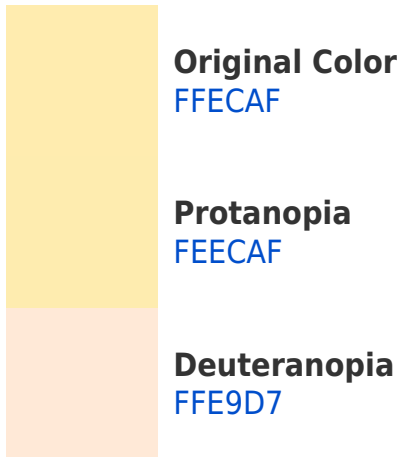 Original Color
FFECAF
Protanopia
FEECAF
Deuteranopia
FFE9D7